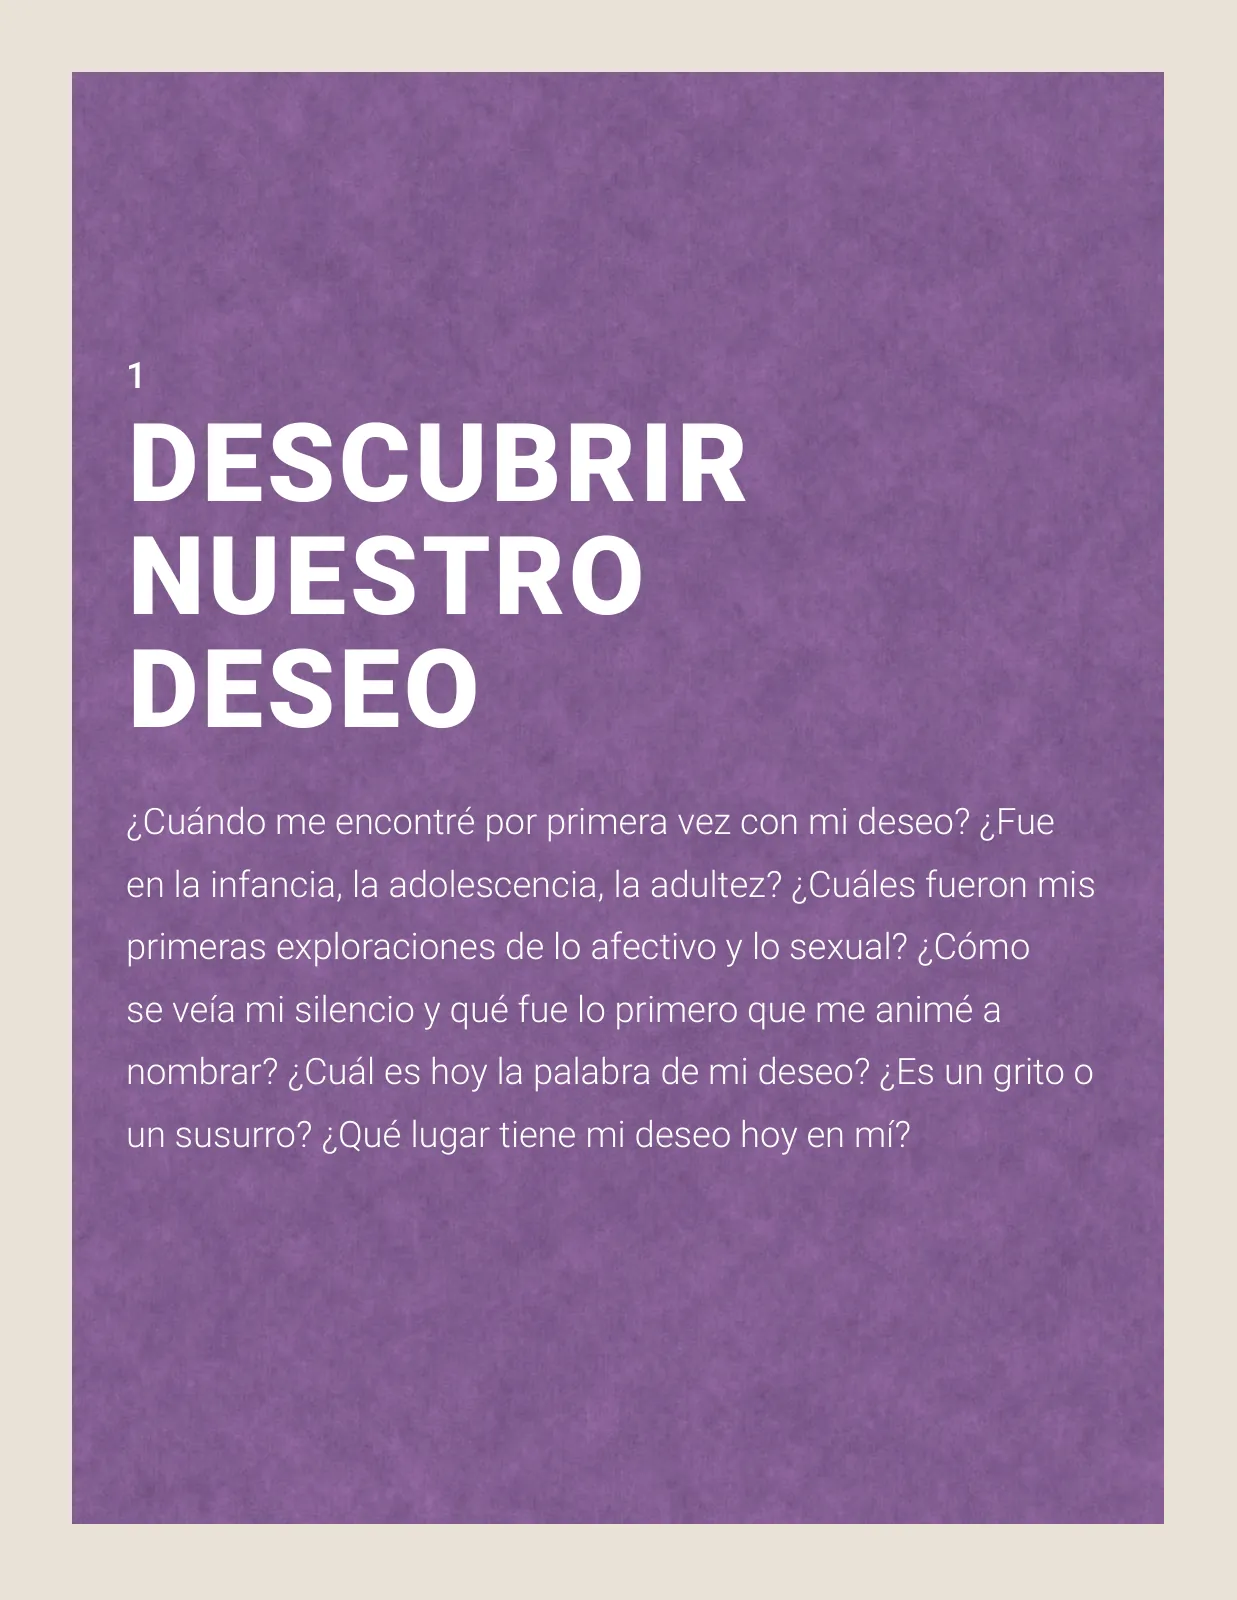 1
DESCUBRIR
NUESTRO
DESEO
¿Cuándo me encontré por primera vez con mi deseo? ¿Fue
en la infancia, la adolescencia, la adultez? ¿Cuáles fueron mis
primeras exploraciones de lo afectivo y lo sexual? ¿Cómo
se veía mi silencio y qué fue lo primero que me animé a
nombrar? ¿Cuál es hoy la palabra de mi deseo? ¿Es un grito o
un susurro? ¿Qué lugar tiene mi deseo hoy en mí?